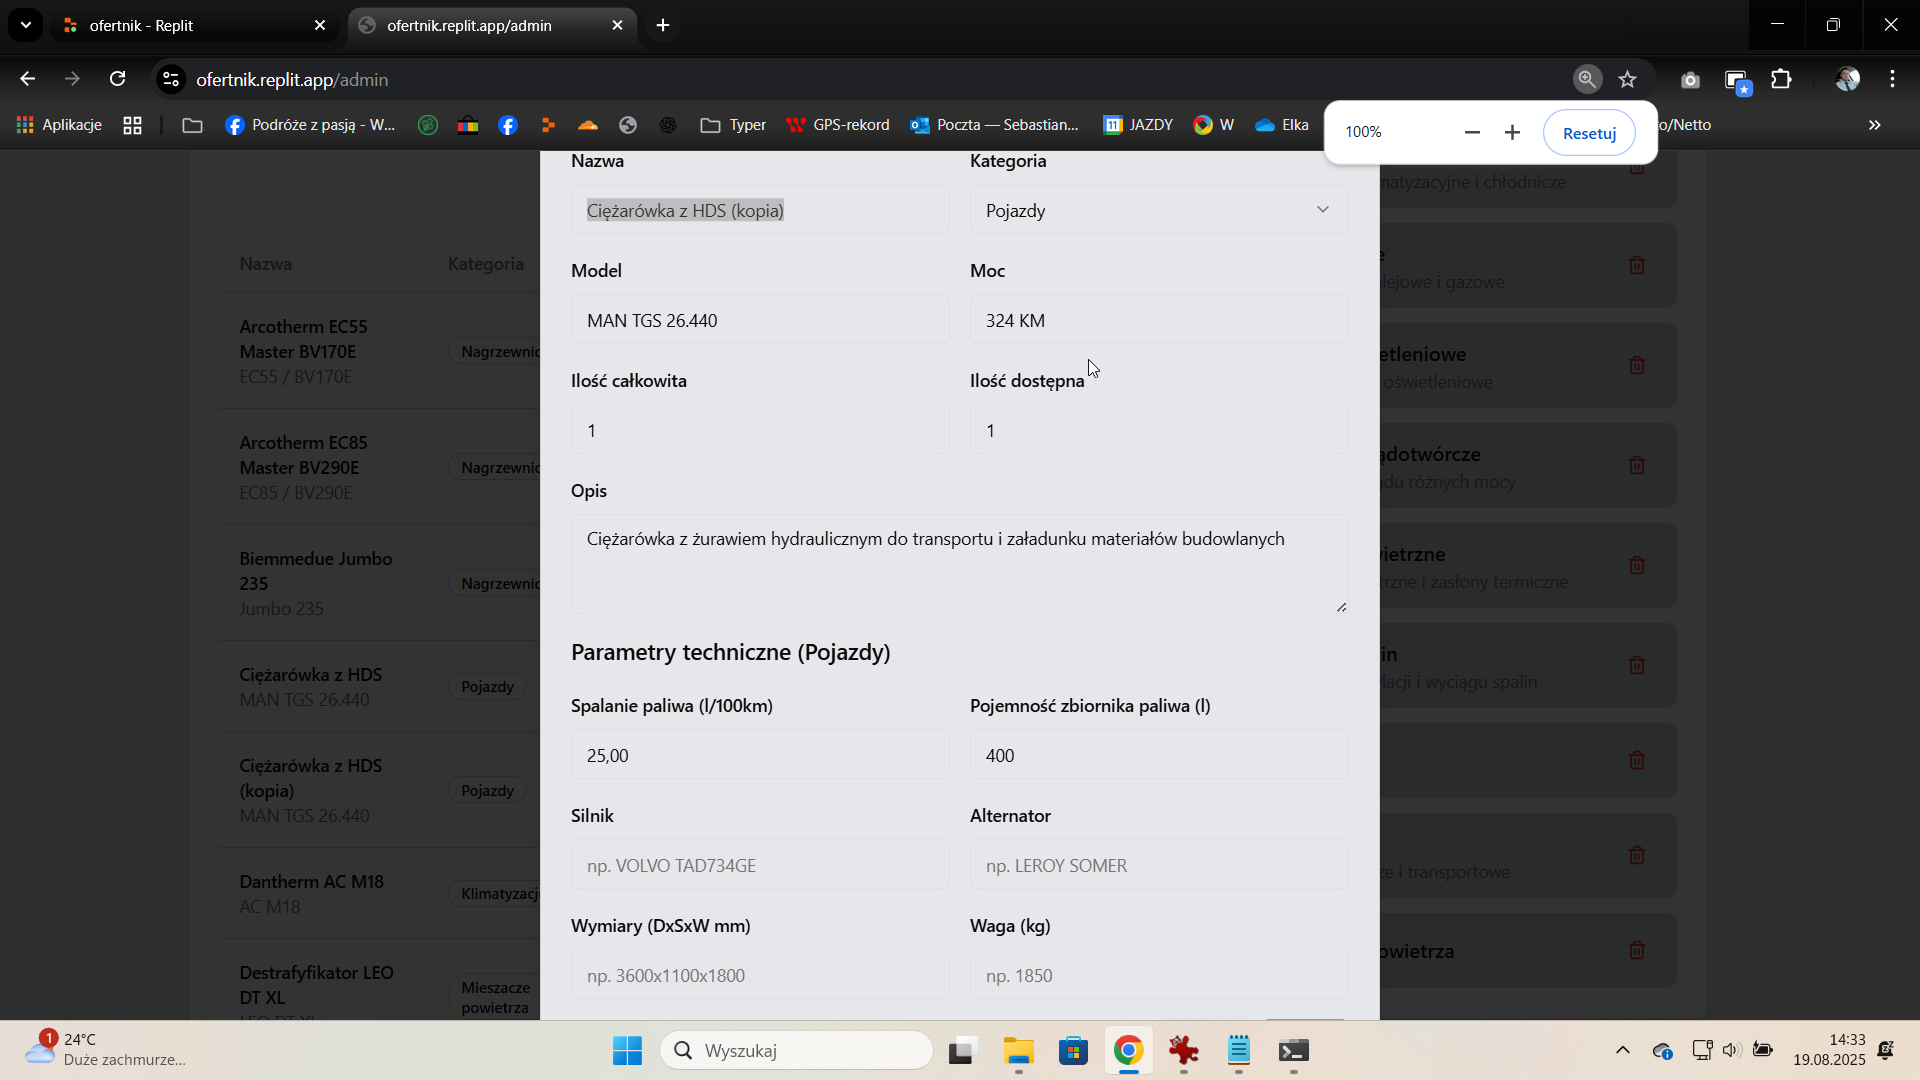 ofertnik - Replit
ofertnik.replit.app/admin
ofertnik.replit.app/admin
Aplikacje
Podróże z pasją - W...
Typer
GPS-rekord
Poczta — Sebastian...
11 JAZDY
W
Elka
o/Netto
100%
Resetuj
Nazwa
Kategoria
Ciężarówka z HDS (kopia)
Pojazdy
Model
Moc
MAN TGS 26.440
324 KM
Ilość całkowita
Ilość dostępna
1
1
Opis
Ciężarówka z żurawiem hydraulicznym do transportu i załadunku materiałów budowlanych
Parametry techniczne (Pojazdy)
Spalanie paliwa (l/100km)
Pojemność zbiornika paliwa (l)
25,00
400
Silnik
Alternator
np. VOLVO TAD734GE
np. LEROY SOMER
Wymiary (DxSxW mm)
Waga (kg)
np. 3600x1100x1800
np. 1850
Nazwa
Kategoria
Arcotherm EC55
Master BV170E
EC55 / BV170E
Nagrzewnic
Arcotherm EC85
Master BV290E
EC85 / BV290E
Nagrzewnic
Biemmedue Jumbo
235
Jumbo 235
Nagrzewnic
Ciężarówka z HDS
MAN TGS 26.440
Pojazdy
Ciężarówka z HDS
(kopia)
MAN TGS 26.440
Pojazdy
Dantherm AC M18
AC M18
Klimatyzacj
Destrafyfikator LEO
DT XL
Mieszacze
powietrza
matyzacyjne i chłodnicze
e
lejowe i gazowe
etleniowe
oświetleniowe
ądotwórcze
du różnych mocy
ietrzne
trzne i zasłony termiczne
in
lacji i wyciągu spalin
ze i transportowe
owietrza
1
24°C
Duże zachmurze...
Wyszukaj
14:33
19.08.2025